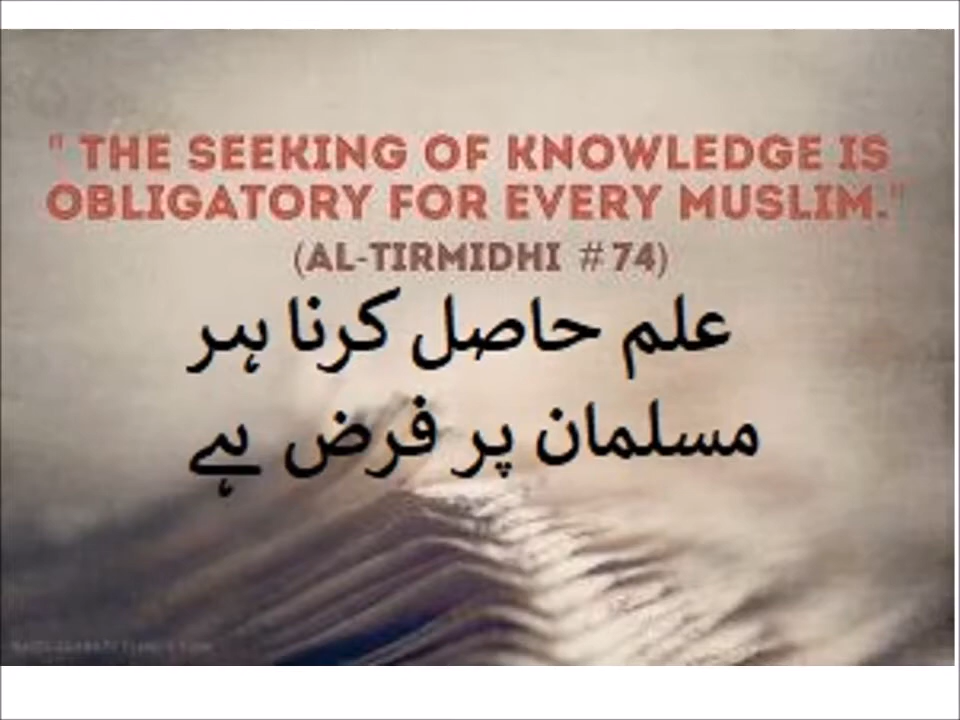 " THE SEEKING OF KNOWLEDGE IS
OBLIGATORY FOR EVERY MUSLIM."
(AL-TIRMIDHI #74)
علم حاصل کرنا ہر
مسلمان پر فرض ہے